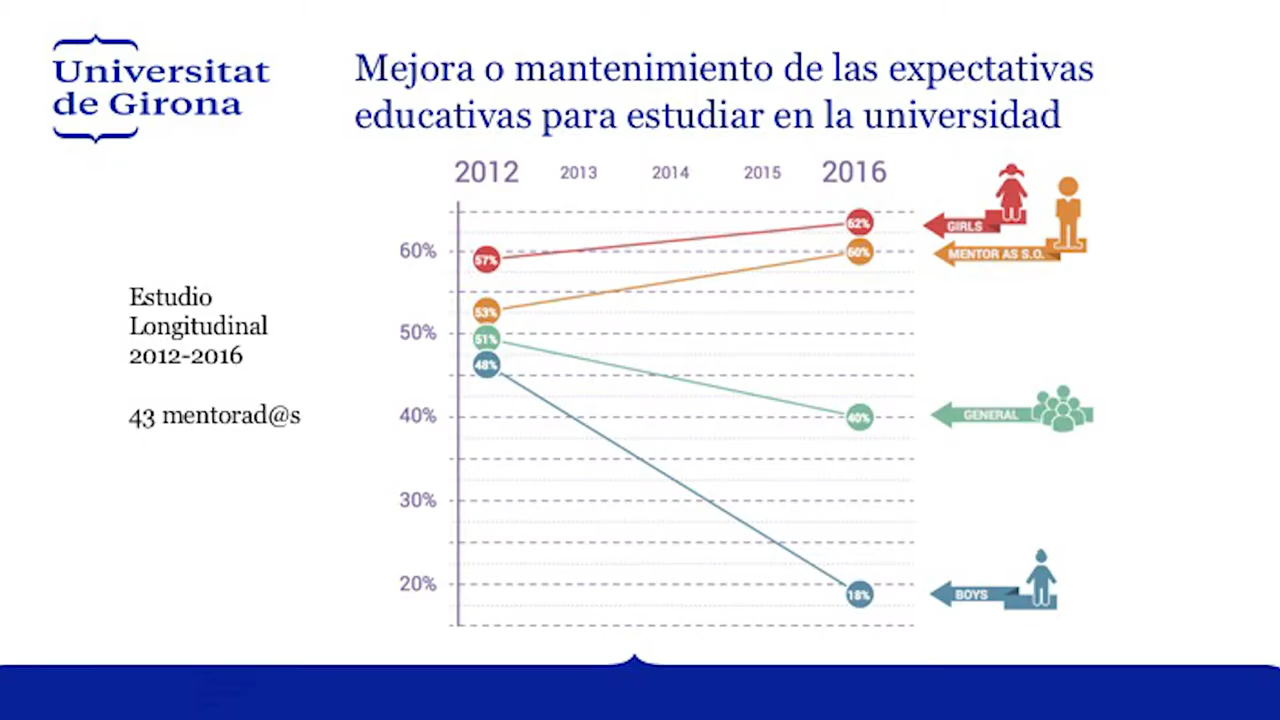 Universitat
de Girona
Mejora o mantenimiento de las expectativas
educativas para estudiar en la universidad
2012 2013 2014 2015 2016
Estudio
Longitudinal
2012-2016
43 mentorad@s
60%
50%
40%
30%
20%
57%
53%
51%
48%
62%
60%
40%
18%
GIRLS
MENTOR AS S.O.
GENERAL
BOYS